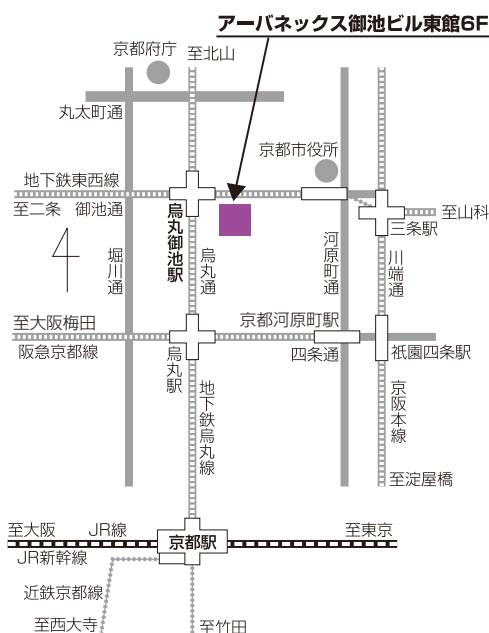 アーバネックス御池ビル東館6F
京都府庁
至北山
丸太町通
京都市役所
地下鉄東西線
至二条 御池通
烏丸御池駅
至山科
三条駅
堀川通
烏丸通
河原町通
川端通
至大阪梅田
京都河原町駅
阪急京都線
烏丸駅
四条通
祇園四条駅
地下鉄烏丸線
京阪本線
至淀屋橋
至大阪
JR線
京都駅
至東京
JR新幹線
近鉄京都線
至西大寺
至竹田